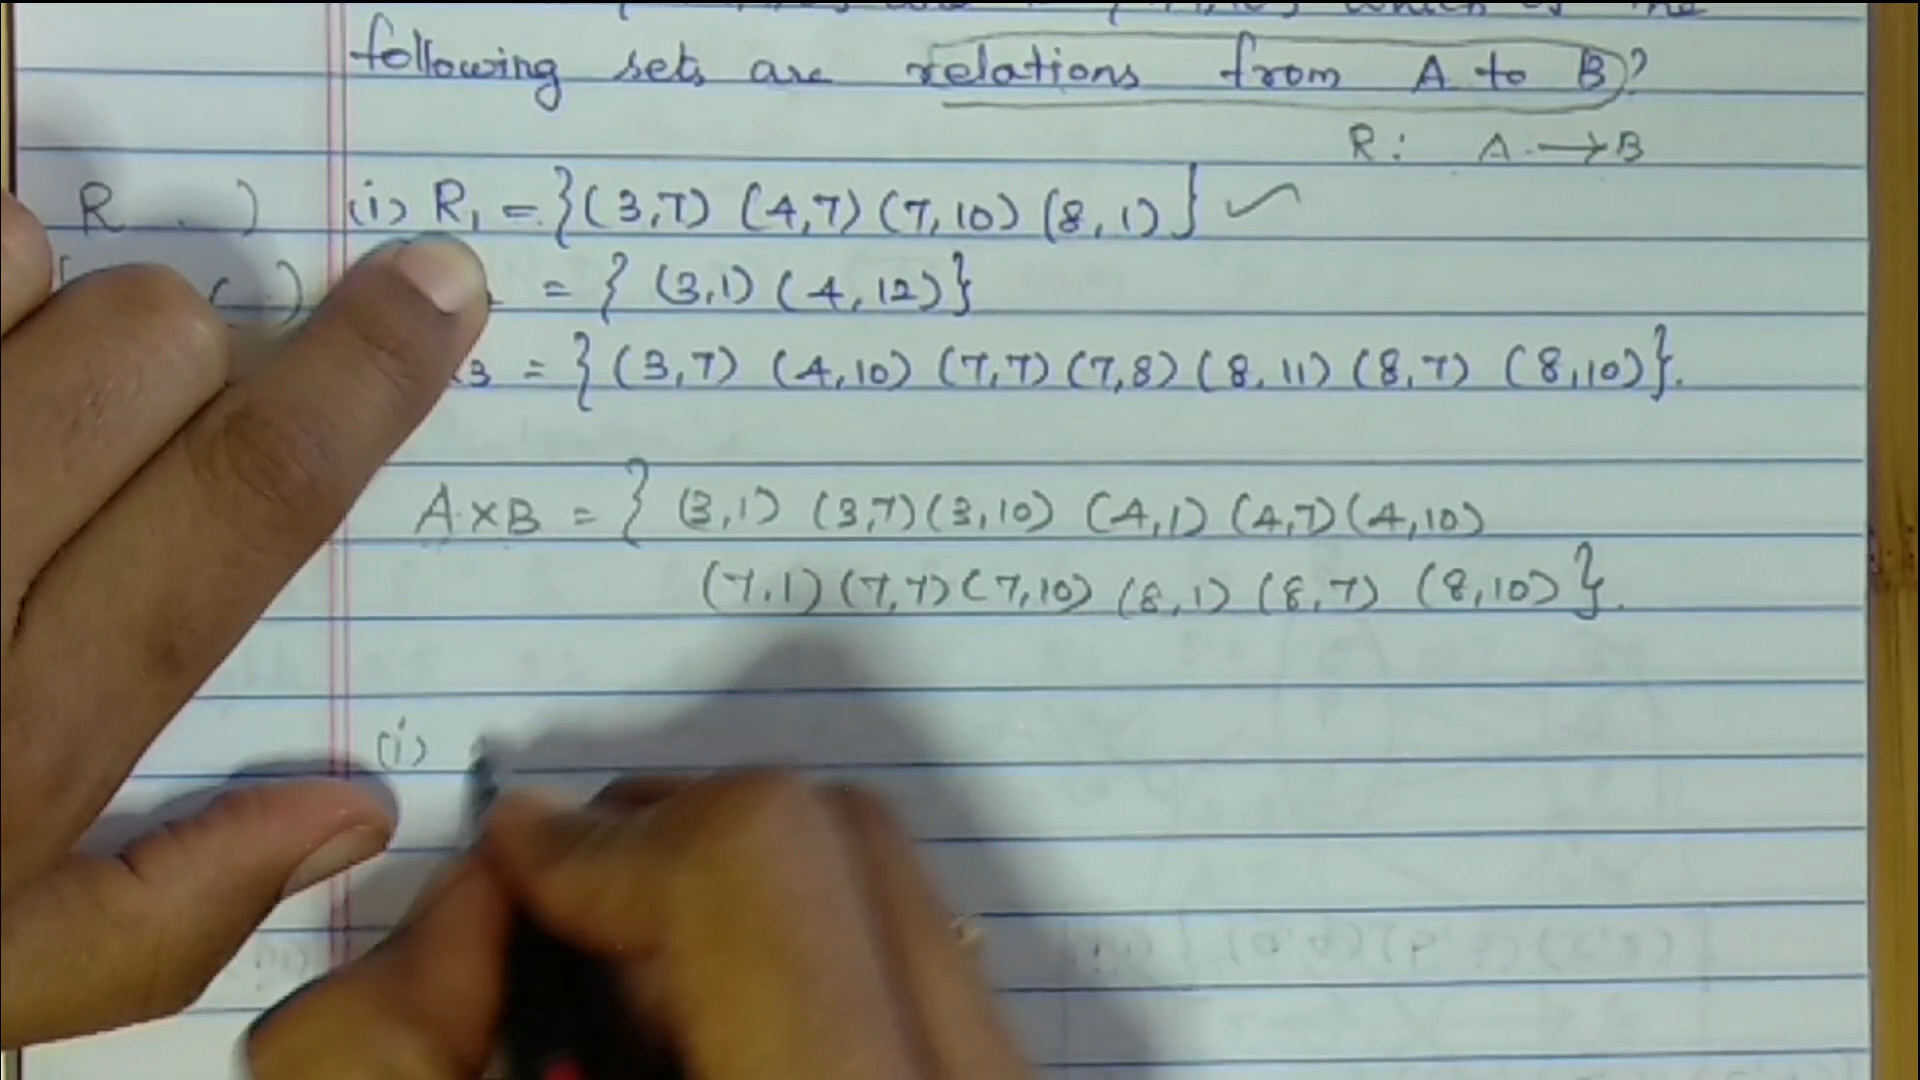 following sets are relations from A to B?
R: A → B
R . )
(i) R₁ = {(3,7) (4,7) (7,10) (8,1)} ✓
( )
= { (3,1) (4,12)}
3 = {(3,7) (4,10) (7,7) (7,8) (8,11) (8,7) (8,10)}.
A×B = { (3,1) (3,7) (3,10) (4,1) (4,7) (4,10)
(7,1) (7,7) (7,10) (8,1) (8,7) (8,10)}.
(i)